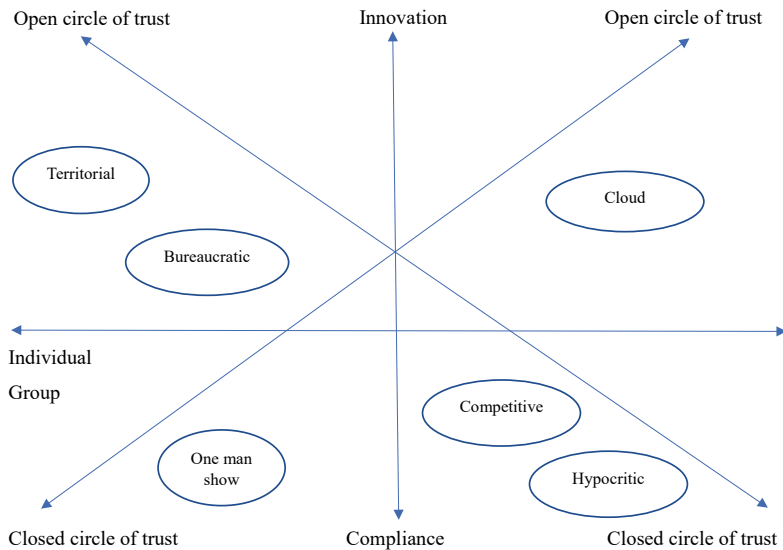 Open circle of trust
Innovation
Open circle of trust
Territorial
Cloud
Bureaucratic
Individual
Group
Competitive
One man
show
Hypocritic
Closed circle of trust
Compliance
Closed circle of trust